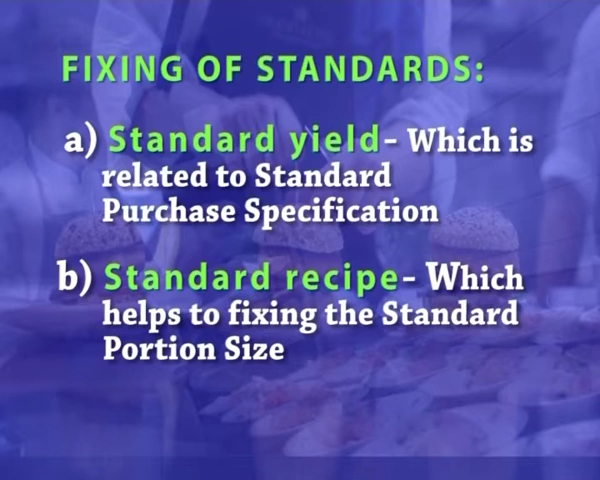 FIXING OF STANDARDS:
a) Standard yield- Which is
related to Standard
Purchase Specification
b) Standard recipe- Which
helps to fixing the Standard
Portion Size